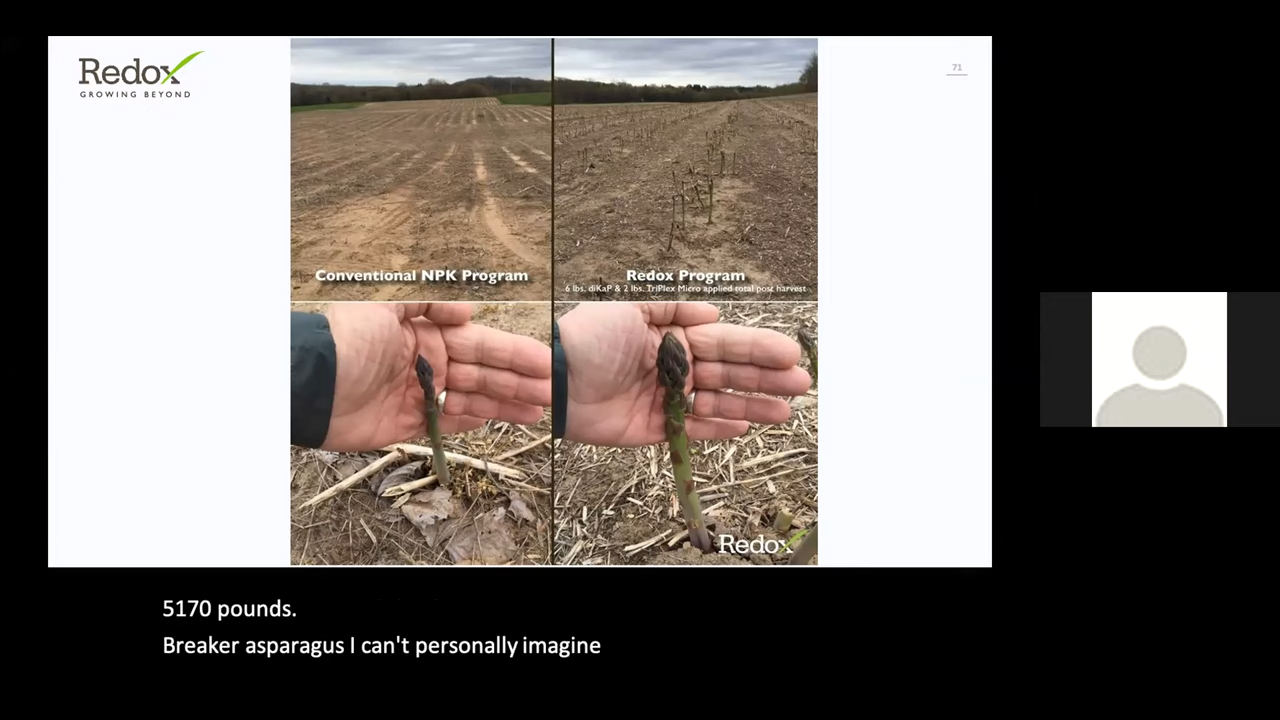 Redox
GROWING BEYOND
71
Conventional NPK Program
Redox Program
6 lbs. diKaP & 2 lbs. TriPlex Micro applied total post harvest
Redox
5170 pounds.
Breaker asparagus I can't personally imagine